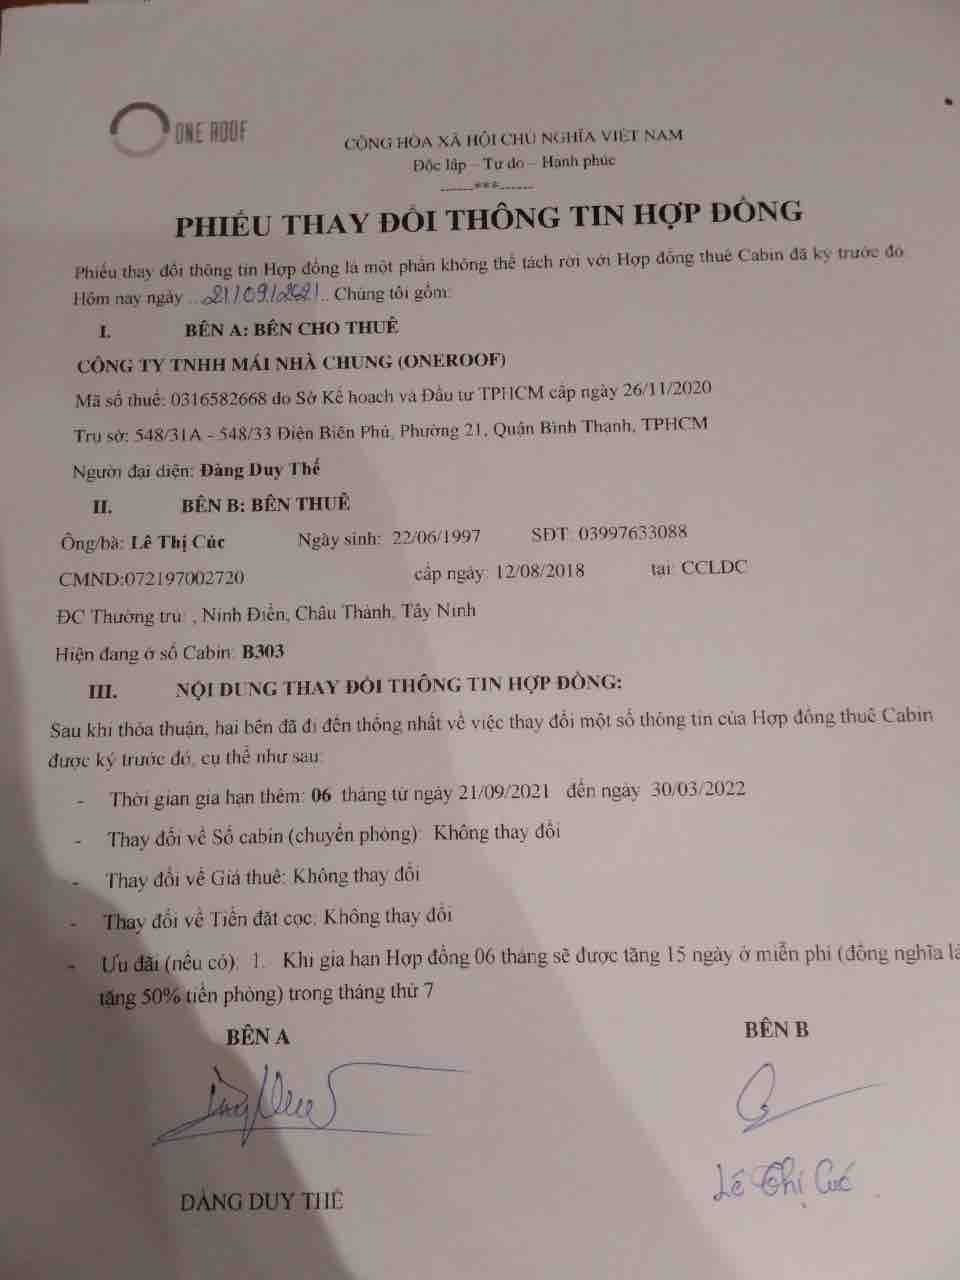 ONE ROOF
CỘNG HÒA XÃ HỘI CHỦ NGHĨA VIỆT NAM
Độc lập – Tự do – Hạnh phúc
------***------
PHIẾU THAY ĐỔI THÔNG TIN HỢP ĐỒNG
Phiếu thay đổi thông tin Hợp đồng là một phần không thể tách rời với Hợp đồng thuê Cabin đã ký trước đó.
Hôm nay ngày ...21/09/2021.. Chúng tôi gồm:
I. BÊN A: BÊN CHO THUÊ
CÔNG TY TNHH MÁI NHÀ CHUNG (ONEROOF)
Mã số thuế: 0316582668 do Sở Kế hoạch và Đầu tư TPHCM cấp ngày 26/11/2020
Trụ sở: 548/31A - 548/33 Điện Biên Phủ, Phường 21, Quận Bình Thạnh, TPHCM
Người đại diện: Đàng Duy Thế
II. BÊN B: BÊN THUÊ
Ông/bà: Lê Thị Cúc Ngày sinh: 22/06/1997 SĐT: 03997633088
CMND:072197002720 cấp ngày: 12/08/2018 tại: CCLDC
ĐC Thường trú: , Ninh Điền, Châu Thành, Tây Ninh
Hiện đang ở số Cabin: B303
III. NỘI DUNG THAY ĐỔI THÔNG TIN HỢP ĐỒNG:
Sau khi thỏa thuận, hai bên đã đi đến thống nhất về việc thay đổi một số thông tin của Hợp đồng thuê Cabin
được ký trước đó, cụ thể như sau:
- Thời gian gia hạn thêm: 06 tháng từ ngày 21/09/2021 đến ngày 30/03/2022
- Thay đổi về Số cabin (chuyển phòng): Không thay đổi
- Thay đổi về Giá thuê: Không thay đổi
- Thay đổi về Tiền đặt cọc: Không thay đổi
- Ưu đãi (nếu có): 1. Khi gia hạn Hợp đồng 06 tháng sẽ được tặng 15 ngày ở miễn phí (đồng nghĩa là
tặng 50% tiền phòng) trong tháng thứ 7
BÊN A BÊN B
Lê Thị Cúc
ĐÀNG DUY THẾ